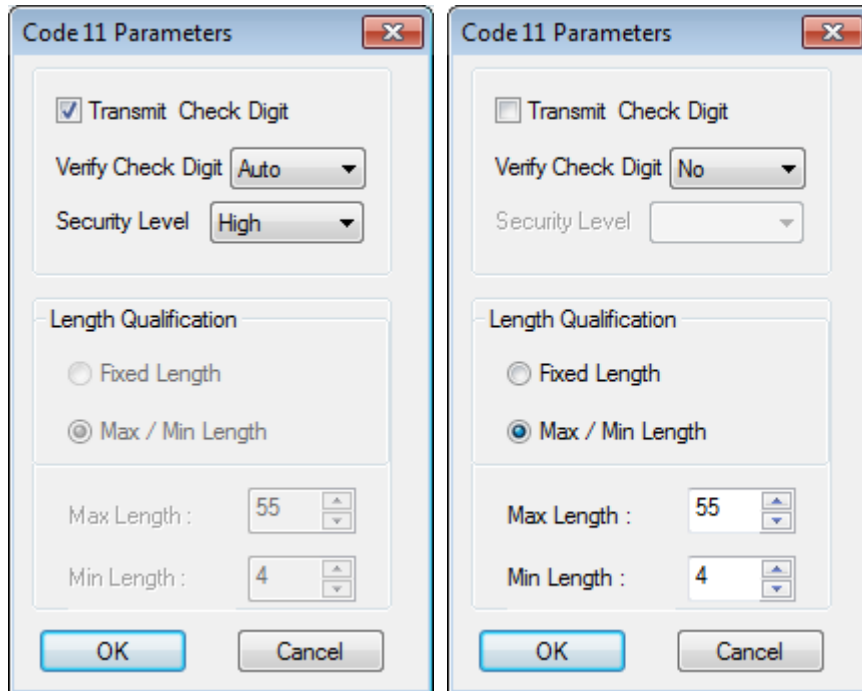 Code 11 Parameters
Transmit Check Digit
Verify Check Digit Auto
Security Level High
Length Qualification
Fixed Length
Max / Min Length
Max Length : 55
Min Length : 4
OK Cancel
Code 11 Parameters
Transmit Check Digit
Verify Check Digit No
Security Level
Length Qualification
Fixed Length
Max / Min Length
Max Length : 55
Min Length : 4
OK Cancel